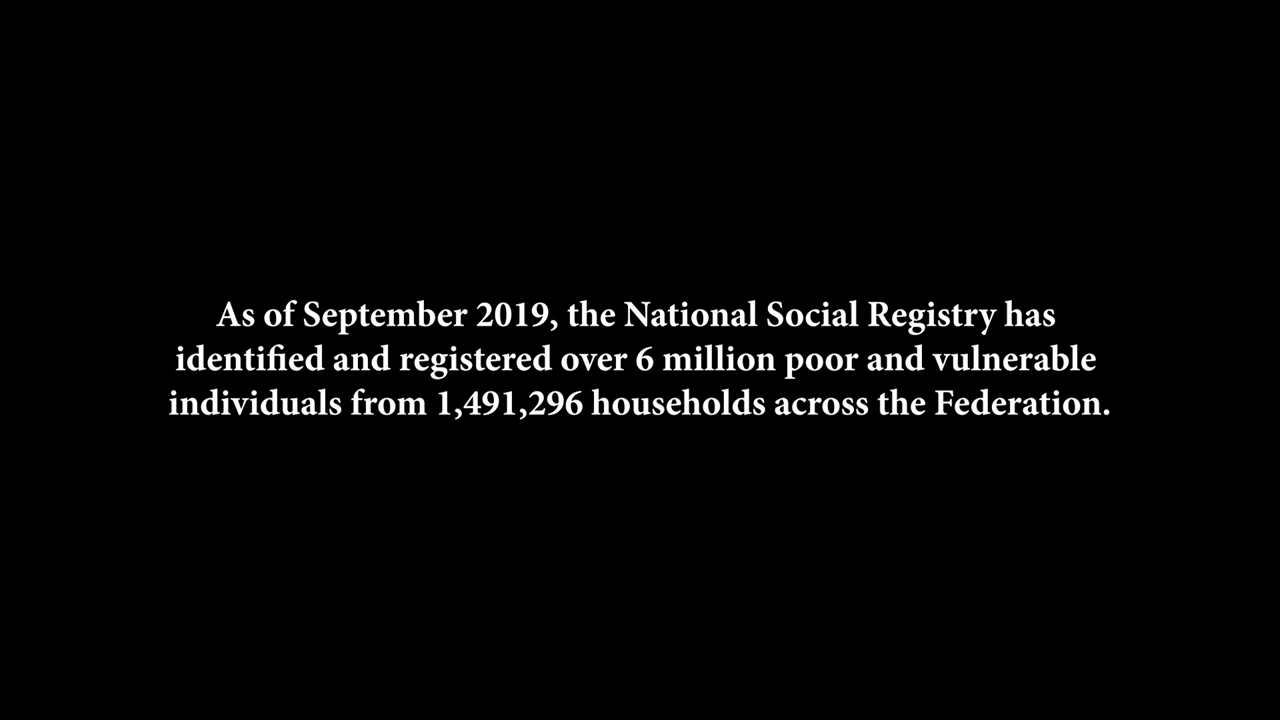 As of September 2019, the National Social Registry has
identified and registered over 6 million poor and vulnerable
individuals from 1,491,296 households across the Federation.